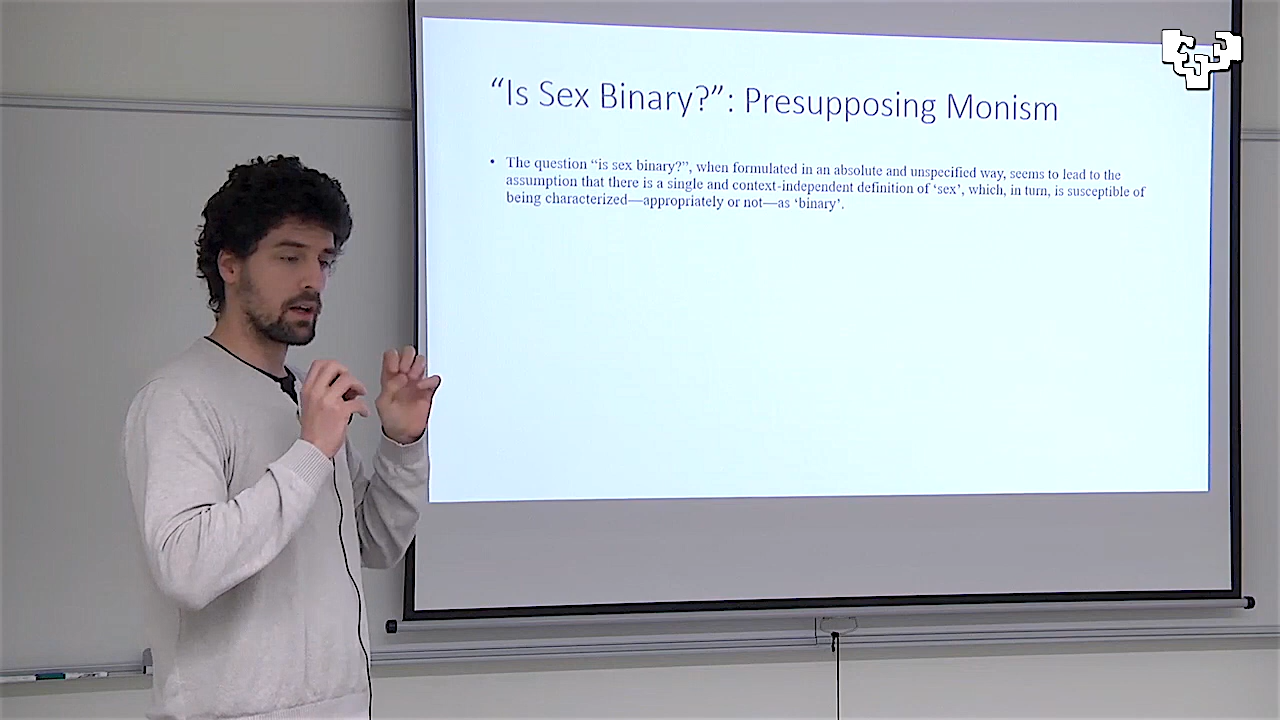 “Is Sex Binary?”: Presupposing Monism
• The question “is sex binary?”, when formulated in an absolute and unspecified way, seems to lead to the
assumption that there is a single and context-independent definition of ‘sex’, which, in turn, is susceptible of
being characterized—appropriately or not—as ‘binary’.